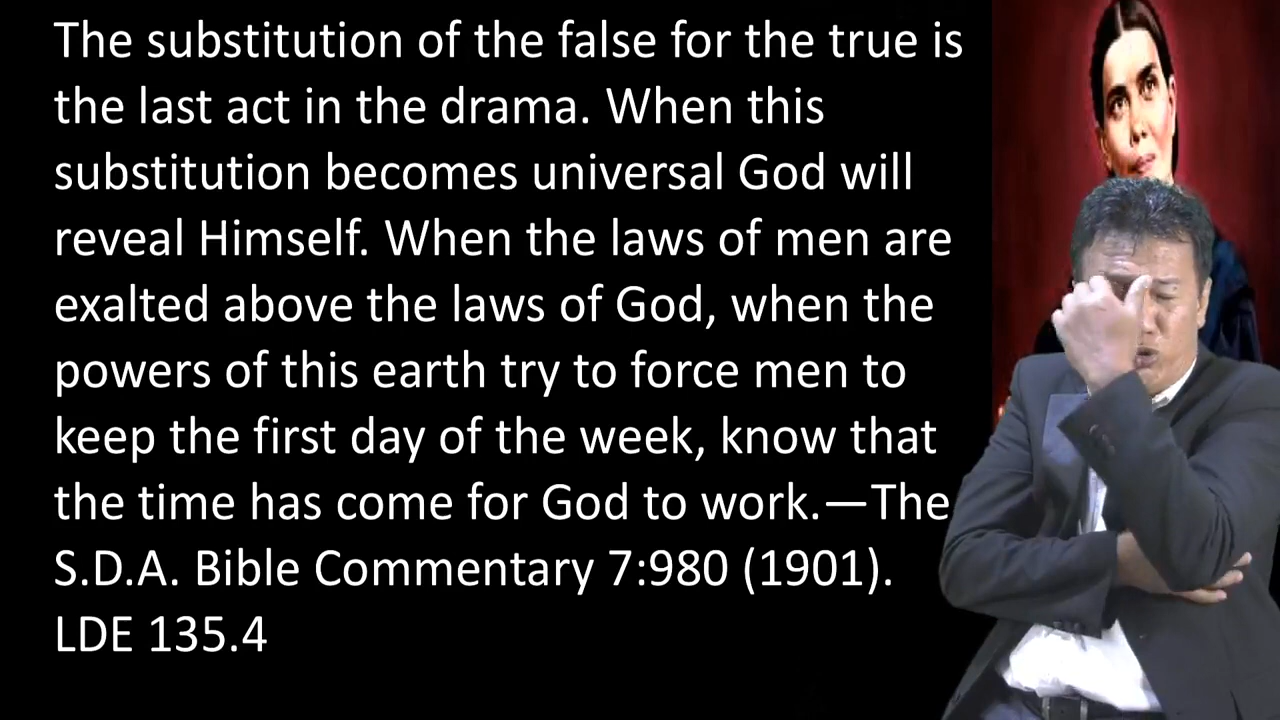 The substitution of the false for the true is
the last act in the drama. When this
substitution becomes universal God will
reveal Himself. When the laws of men are
exalted above the laws of God, when the
powers of this earth try to force men to
keep the first day of the week, know that
the time has come for God to work.—The
S.D.A. Bible Commentary 7:980 (1901).
LDE 135.4